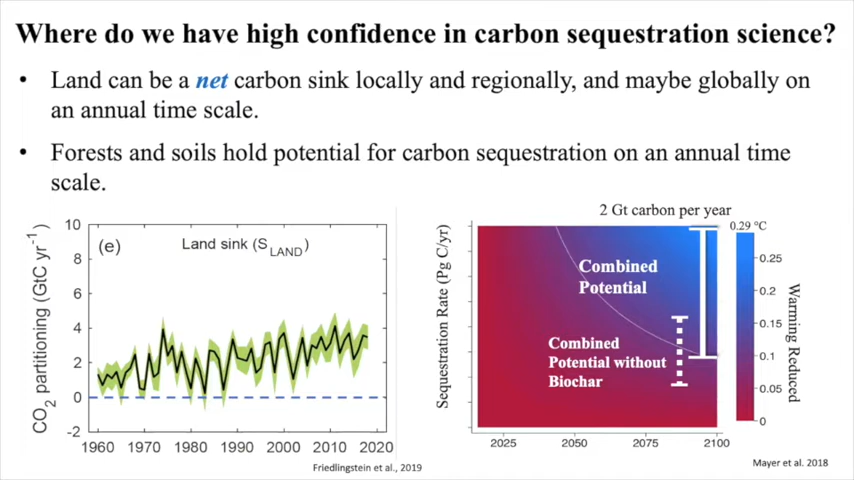 Where do we have high confidence in carbon sequestration science?
• Land can be a net carbon sink locally and regionally, and maybe globally on
an annual time scale.
• Forests and soils hold potential for carbon sequestration on an annual time
scale.
(e)
Land sink (S_LAND)
CO₂ partitioning (GtC yr⁻¹)
10
8
6
4
2
0
-2
1960 1970 1980 1990 2000 2010 2020
Friedlingstein et al., 2019
2 Gt carbon per year
Sequestration Rate (Pg C/yr)
Combined
Potential
Combined
Potential without
Biochar
2025 2050 2075 2100
0.29 °C
0.25
0.2
0.15
0.1
0.05
0
Warming Reduced
Mayer et al. 2018